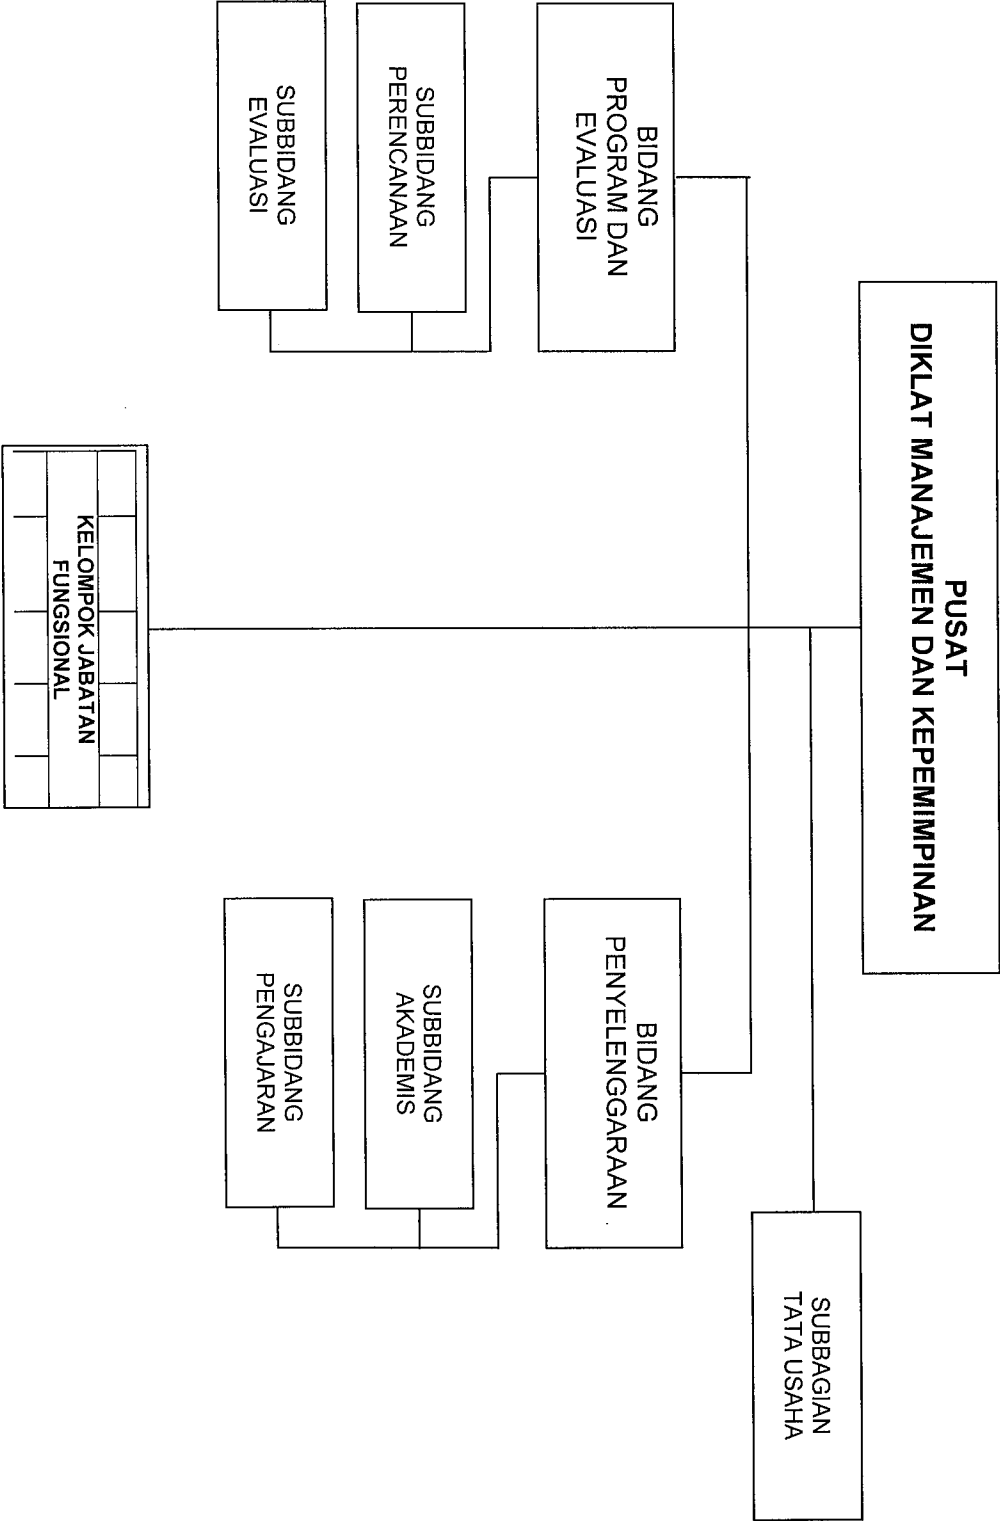 PUSAT
DIKLAT MANAJEMEN DAN KEPEMIMPINAN
SUBBAGIAN
TATA USAHA
BIDANG
PROGRAM DAN
EVALUASI
SUBBIDANG
PERENCANAAN
SUBBIDANG
EVALUASI
BIDANG
PENYELENGGARAAN
SUBBIDANG
AKADEMIS
SUBBIDANG
PENGAJARAN
KELOMPOK JABATAN
FUNGSIONAL